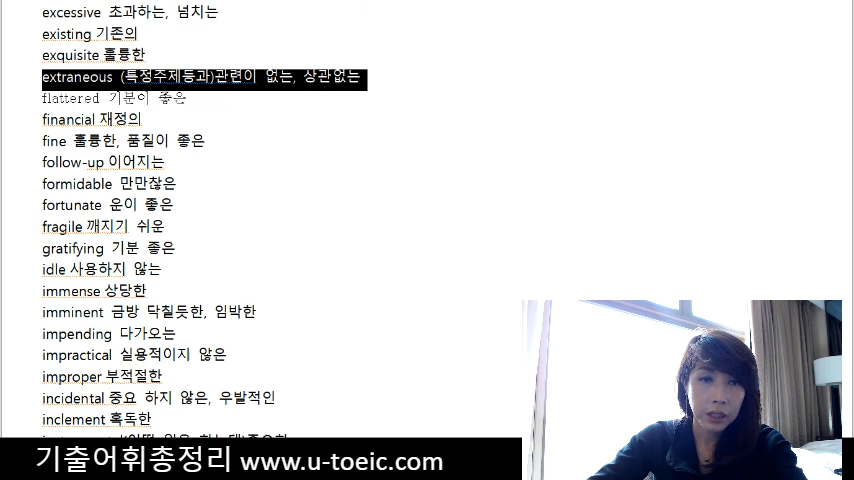 excessive 초과하는, 넘치는
existing 기존의
exquisite 훌륭한
extraneous (특정주제등과)관련이 없는, 상관없는
flattered 기분이 좋은
financial 재정의
fine 훌륭한, 품질이 좋은
follow-up 이어지는
formidable 만만찮은
fortunate 운이 좋은
fragile 깨지기 쉬운
gratifying 기분 좋은
idle 사용하지 않는
immense 상당한
imminent 금방 닥칠듯한, 임박한
impending 다가오는
impractical 실용적이지 않은
improper 부적절한
incidental 중요 하지 않은, 우발적인
inclement 혹독한
기출어휘총정리 www.u-toeic.com